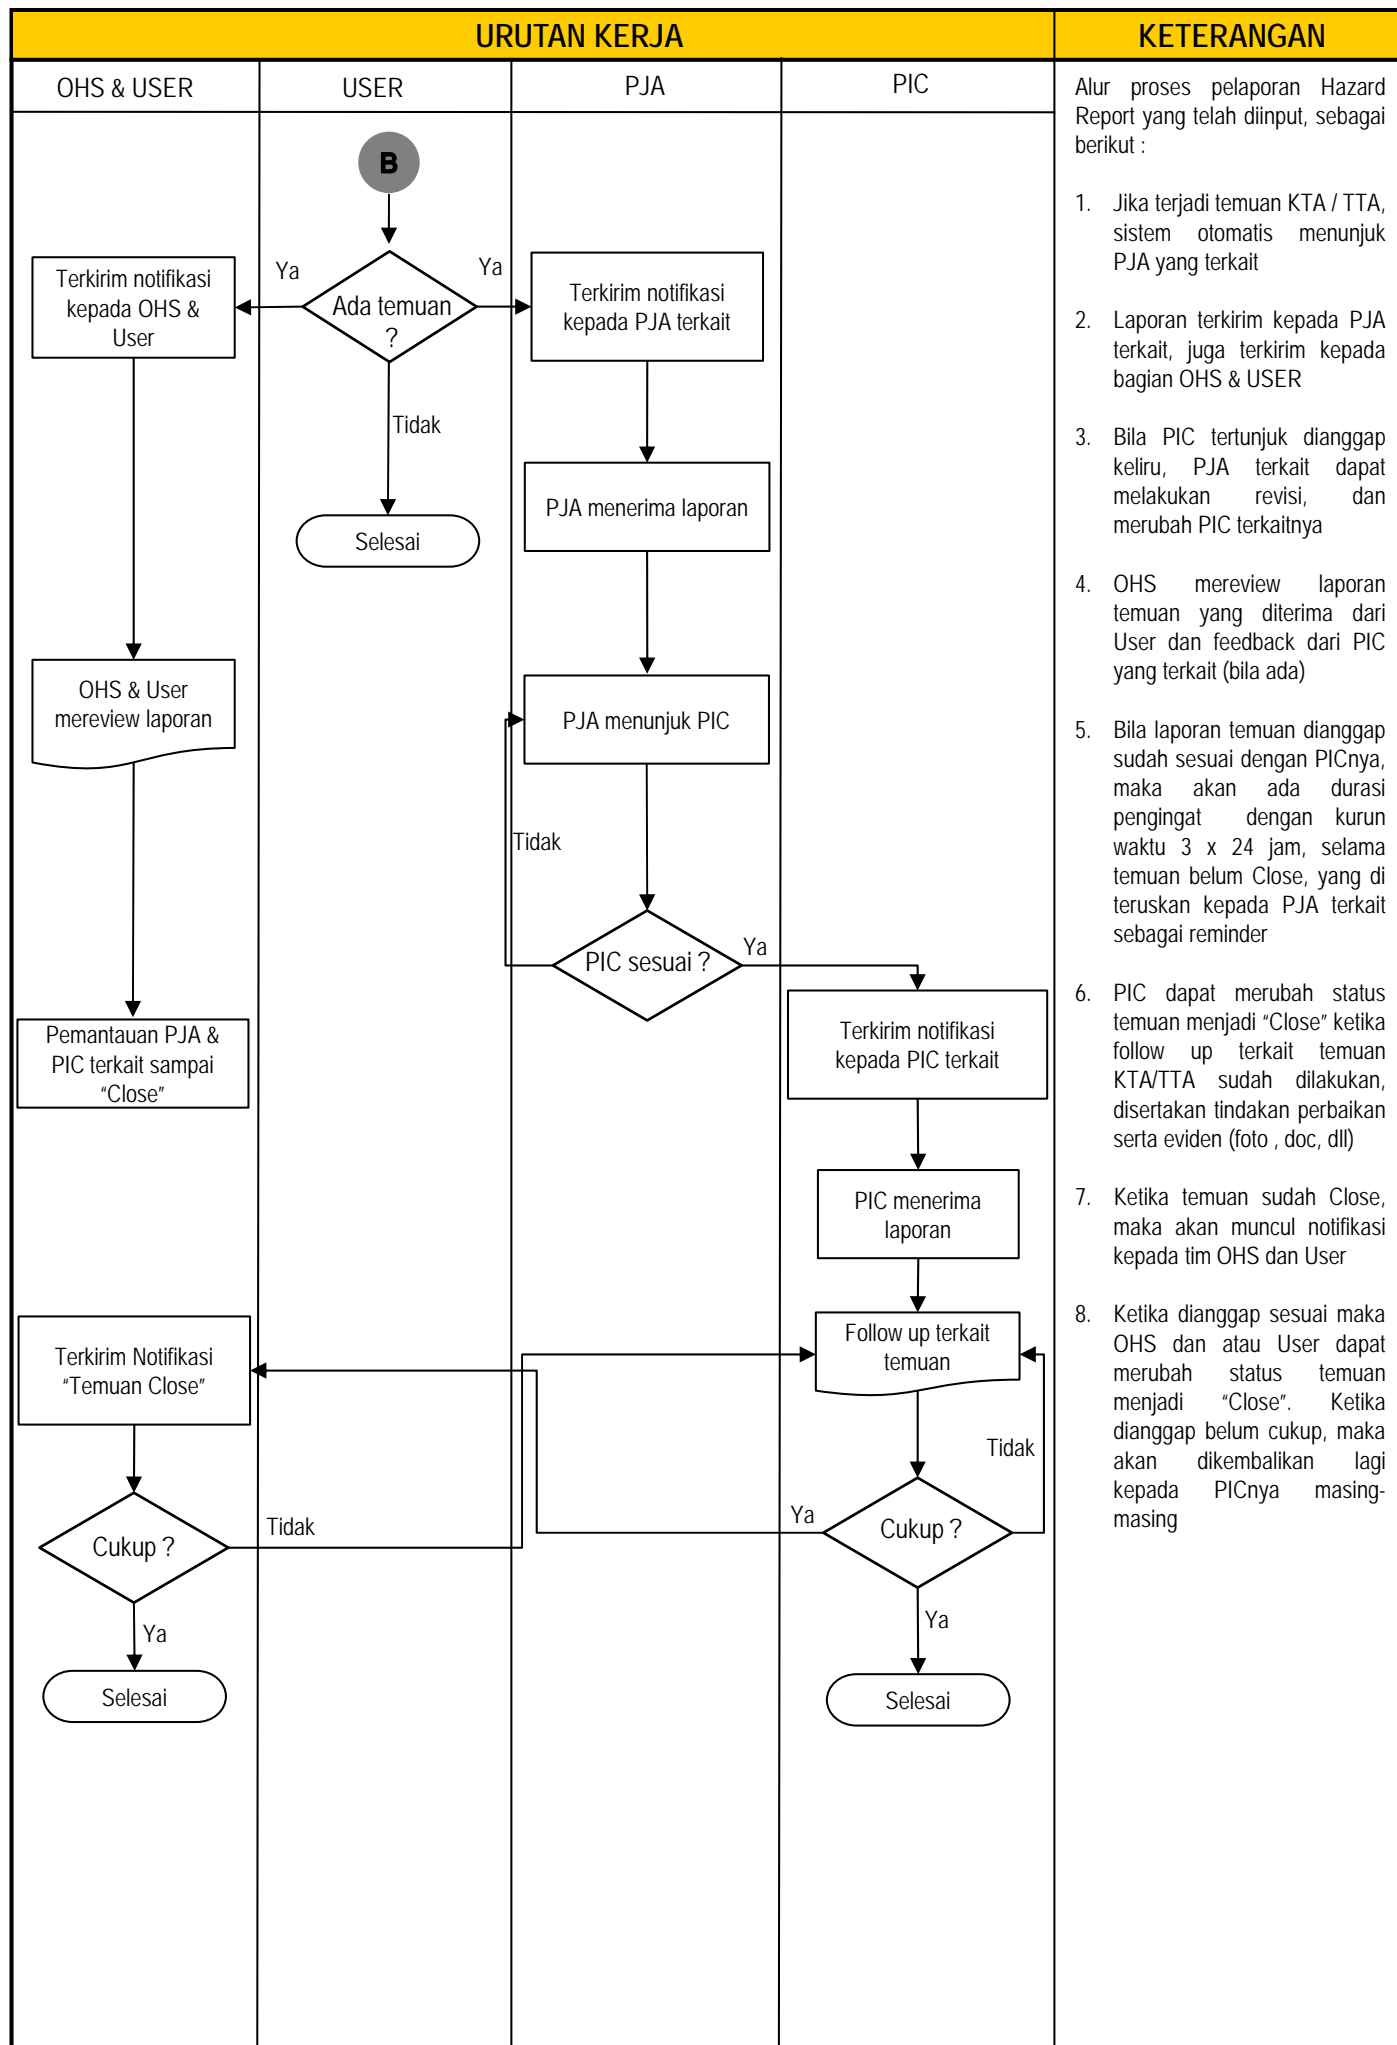 URUTAN KERJA
KETERANGAN
OHS & USER
USER
PJA
PIC
B
Ya
Ya
Terkirim notifikasi
kepada OHS &
User
Ada temuan
?
Terkirim notifikasi
kepada PJA terkait
Tidak
PJA menerima laporan
Selesai
OHS & User
mereview laporan
PJA menunjuk PIC
Tidak
PIC sesuai ?
Ya
Pemantauan PJA &
PIC terkait sampai
“Close”
Terkirim notifikasi
kepada PIC terkait
PIC menerima
laporan
Terkirim Notifikasi
“Temuan Close”
Follow up terkait
temuan
Tidak
Cukup ?
Tidak
Ya
Cukup ?
Ya
Ya
Selesai
Selesai
Alur proses pelaporan Hazard
Report yang telah diinput, sebagai
berikut :
1. Jika terjadi temuan KTA / TTA,
sistem otomatis menunjuk
PJA yang terkait
2. Laporan terkirim kepada PJA
terkait, juga terkirim kepada
bagian OHS & USER
3. Bila PIC tertunjuk dianggap
keliru, PJA terkait dapat
melakukan revisi, dan
merubah PIC terkaitnya
4. OHS mereview laporan
temuan yang diterima dari
User dan feedback dari PIC
yang terkait (bila ada)
5. Bila laporan temuan dianggap
sudah sesuai dengan PICnya,
maka akan ada durasi
pengingat dengan kurun
waktu 3 x 24 jam, selama
temuan belum Close, yang di
teruskan kepada PJA terkait
sebagai reminder
6. PIC dapat merubah status
temuan menjadi “Close” ketika
follow up terkait temuan
KTA/TTA sudah dilakukan,
disertakan tindakan perbaikan
serta eviden (foto , doc, dll)
7. Ketika temuan sudah Close,
maka akan muncul notifikasi
kepada tim OHS dan User
8. Ketika dianggap sesuai maka
OHS dan atau User dapat
merubah status temuan
menjadi “Close”. Ketika
dianggap belum cukup, maka
akan dikembalikan lagi
kepada PICnya masing-
masing